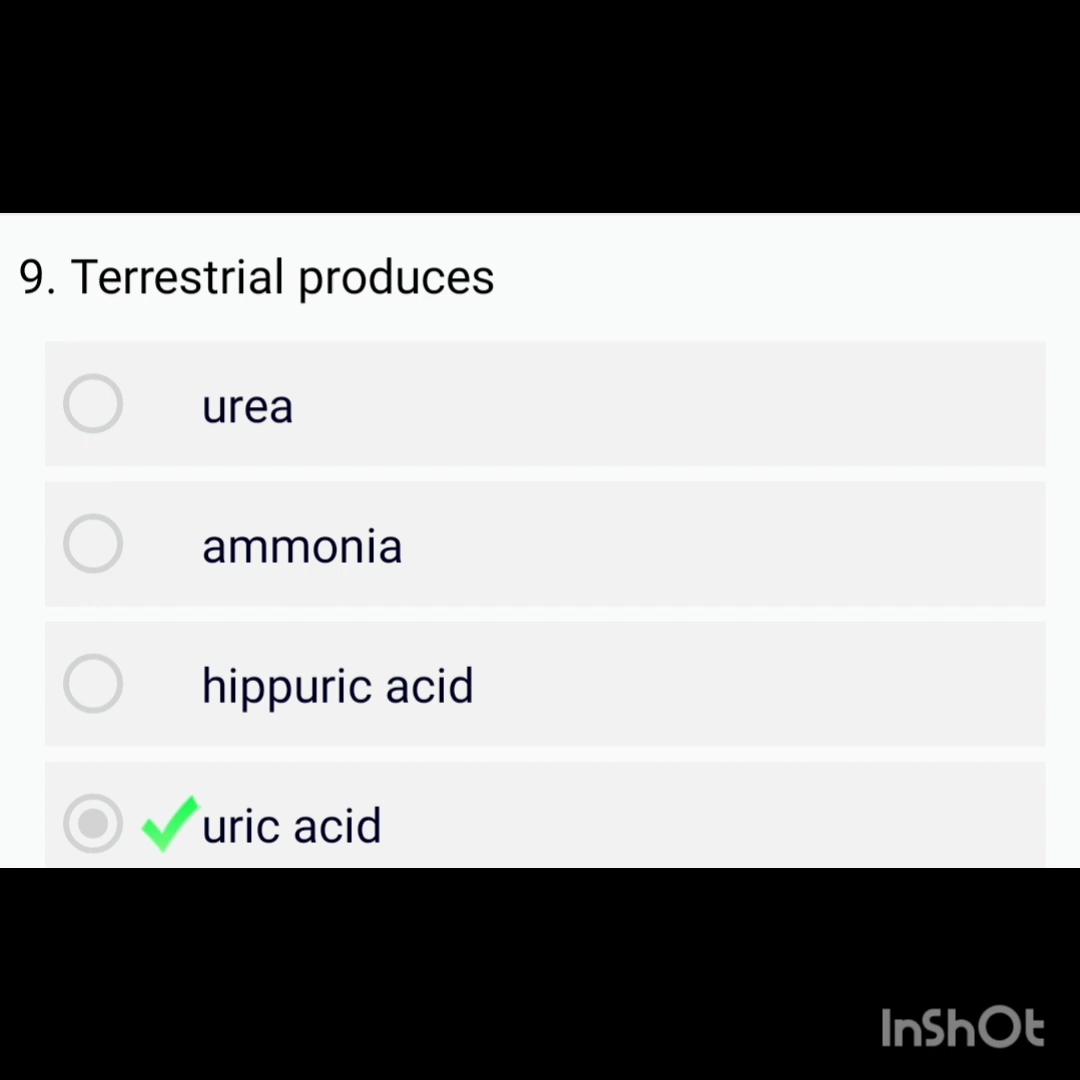 9. Terrestrial produces
urea
ammonia
hippuric acid
uric acid
InShOt